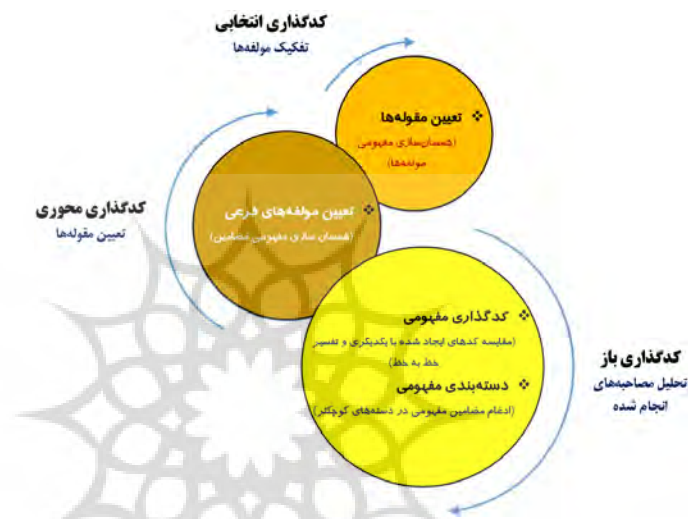 کدگذاری انتخابی
تفکیک مولفه‌ها
❖ تعیین مقوله‌ها
(همسان‌سازی مفهومی
مولفه‌ها)
کدگذاری محوری
تعیین مقوله‌ها
❖ تعیین مولفه‌های فرعی
(همسان سازی مفهومی مضامین)
❖ کدگذاری مفهومی
(مقایسه کدهای ایجاد شده با یکدیگری و تفسیر
خط به خط)
❖ دسته‌بندی مفهومی
(ادغام مضامین مفهومی در دسته‌های کوچکتر)
کدگذاری باز
تحلیل مصاحبه‌های
انجام شده